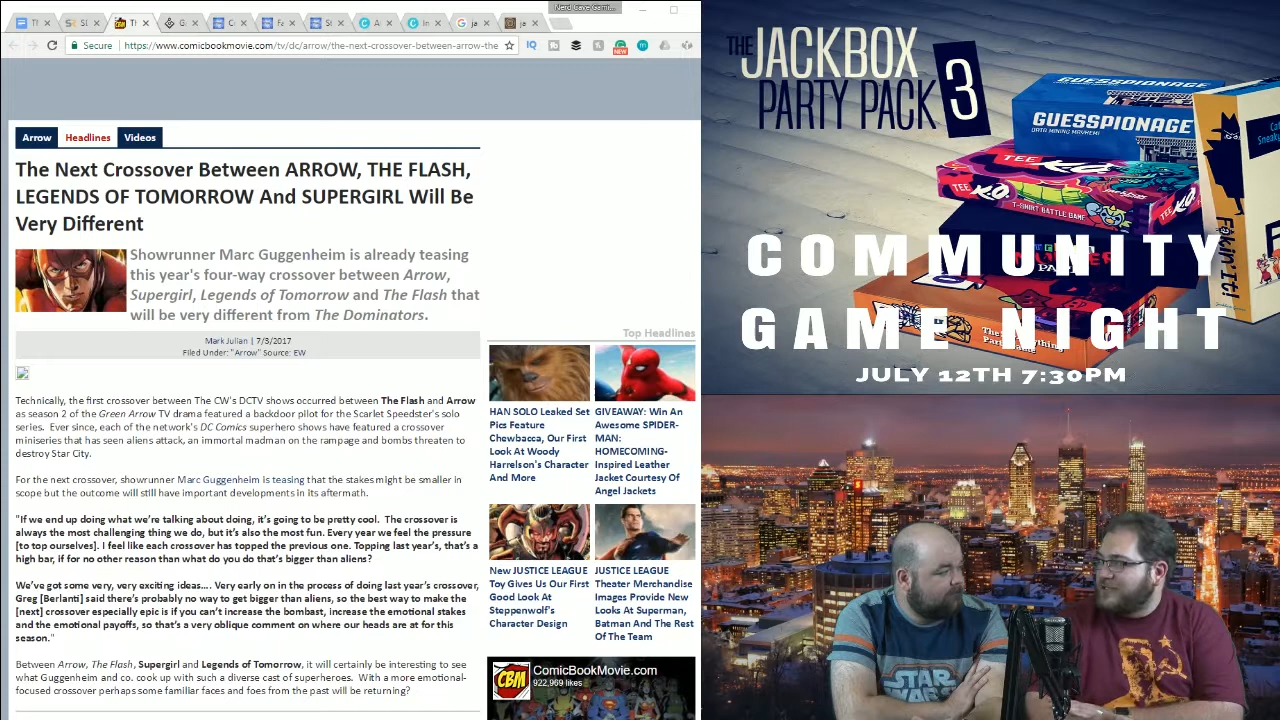 Nerd Cave Gami...
Secure
https://www.comicbookmovie.com/tv/dc/arrow/the-next-crossover-between-arrow-the
NEW
Arrow Headlines Videos
The Next Crossover Between ARROW, THE FLASH,
LEGENDS OF TOMORROW And SUPERGIRL Will Be
Very Different
Showrunner Marc Guggenheim is already teasing
this year's four-way crossover between Arrow,
Supergirl, Legends of Tomorrow and The Flash that
will be very different from The Dominators.
Mark Julian | 7/3/2017
Filed Under: "Arrow" Source: EW
Technically, the first crossover between The CW's DCTV shows occurred between The Flash and Arrow
as season 2 of the Green Arrow TV drama featured a backdoor pilot for the Scarlet Speedster's solo
series. Ever since, each of the network's DC Comics superhero shows have featured a crossover
miniseries that has seen aliens attack, an immortal madman on the rampage and bombs threaten to
destroy Star City.
For the next crossover, showrunner Marc Guggenheim is teasing that the stakes might be smaller in
scope but the outcome will still have important developments in its aftermath.
"If we end up doing what we're talking about doing, it's going to be pretty cool. The crossover is
always the most challenging thing we do, but it's also the most fun. Every year we feel the pressure
[to top ourselves]. I feel like each crossover has topped the previous one. Topping last year's, that's a
high bar, if for no other reason than what do you do that's bigger than aliens?
We've got some very, very exciting ideas.... Very early on in the process of doing last year's crossover,
Greg [Berlanti] said there's probably no way to get bigger than aliens, so the best way to make the
[next] crossover especially epic is if you can't increase the bombast, increase the emotional stakes
and the emotional payoffs, so that's a very oblique comment on where our heads are at for this
season."
Between Arrow, The Flash, Supergirl and Legends of Tomorrow, it will certainly be interesting to see
what Guggenheim and co. cook up with such a diverse cast of superheroes. With a more emotional-
focused crossover perhaps some familiar faces and foes from the past will be returning?
Top Headlines
HAN SOLO Leaked Set
Pics Feature
Chewbacca, Our First
Look At Woody
Harrelson's Character
And More
GIVEAWAY: Win An
Awesome SPIDER-
MAN:
HOMECOMING-
Inspired Leather
Jacket Courtesy Of
Angel Jackets
New JUSTICE LEAGUE
Toy Gives Us Our First
Good Look At
Steppenwolf's
Character Design
JUSTICE LEAGUE
Theater Merchandise
Images Provide New
Looks At Superman,
Batman And The Rest
Of The Team
CBM
ComicBookMovie.com
922,969 likes
THE
JACKBOX
PARTY PACK
3
GUESSPIONAGE
GUESSPIONAGE
DATA MINING MAYHEM!
TEE K.O.
TEE K.O.
T-SHIRT BATTLE GAME
TEE K.O.
FAKIN' IT!
COMMUNITY
GAME NIGHT
JULY 12TH 7:30PM
STAR
WARS